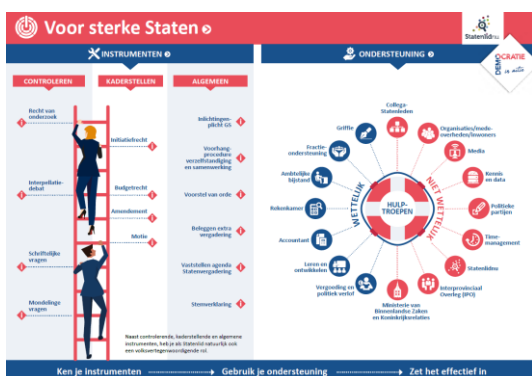 Voor sterke Staten
Statenlid.nu
DEMOCRATIE
in actie
INSTRUMENTEN
ONDERSTEUNING
CONTROLEREN
KADERSTELLEN
ALGEMEEN
Recht van
onderzoek
Interpellatie-
debat
Schriftelijke
vragen
Mondelinge
vragen
Initiatiefrecht
Budgetrecht
Amendement
Motie
Inlichtingen-
plicht GS
Voorhang-
procedure
verzelfstandiging
en samenwerking
Voorstel van orde
Beleggen extra
vergadering
Vaststellen agenda
Statenvergadering
Stemverklaring
Naast controlerende, kaderstellende en algemene
instrumenten, heb je als Statenlid natuurlijk ook
een volksvertegenwoordigende rol.
Collega-
Statenleden
Griffie
Fractie-
ondersteuning
Ambtelijke
bijstand
Rekenkamer
Accountant
Leren en
ontwikkelen
Vergoeding en
politiek verlof
Ministerie van
Binnenlandse Zaken
en Koninkrijksrelaties
Organisaties/mede-
overheden/inwoners
Media
Kennis
en data
Politieke
partijen
Time-
management
Statenlidnu
Interprovinciaal
Overleg (IPO)
WETTELIJK
HULP-
TROEPEN
NIET WETTELIJK
Ken je instrumenten
Gebruik je ondersteuning
Zet het effectief in